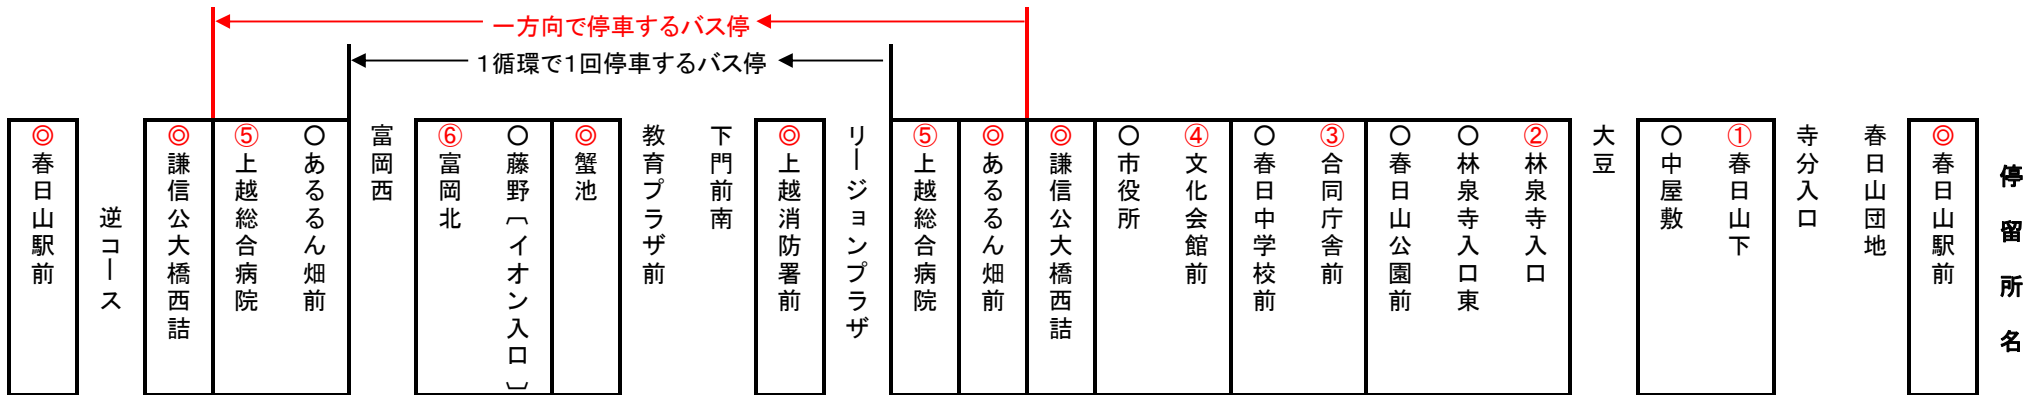 一方向で停車するバス停
1循環で1回停車するバス停
停留所名
◎春日山駅前
春日山団地
寺分入口
①春日山下
○中屋敷
大豆
②林泉寺入口
○林泉寺入口東
○春日山公園前
③合同庁舎前
○春日中学校前
④文化会館前
○市役所
◎謙信公大橋西詰
◎あるるん畑前
⑤上越総合病院
リージョンプラザ
◎上越消防署前
下門前南
教育プラザ前
◎蟹池
○藤野〔イオン入口〕
⑥富岡北
富岡西
○あるるん畑前
⑤上越総合病院
◎謙信公大橋西詰
逆コース
◎春日山駅前